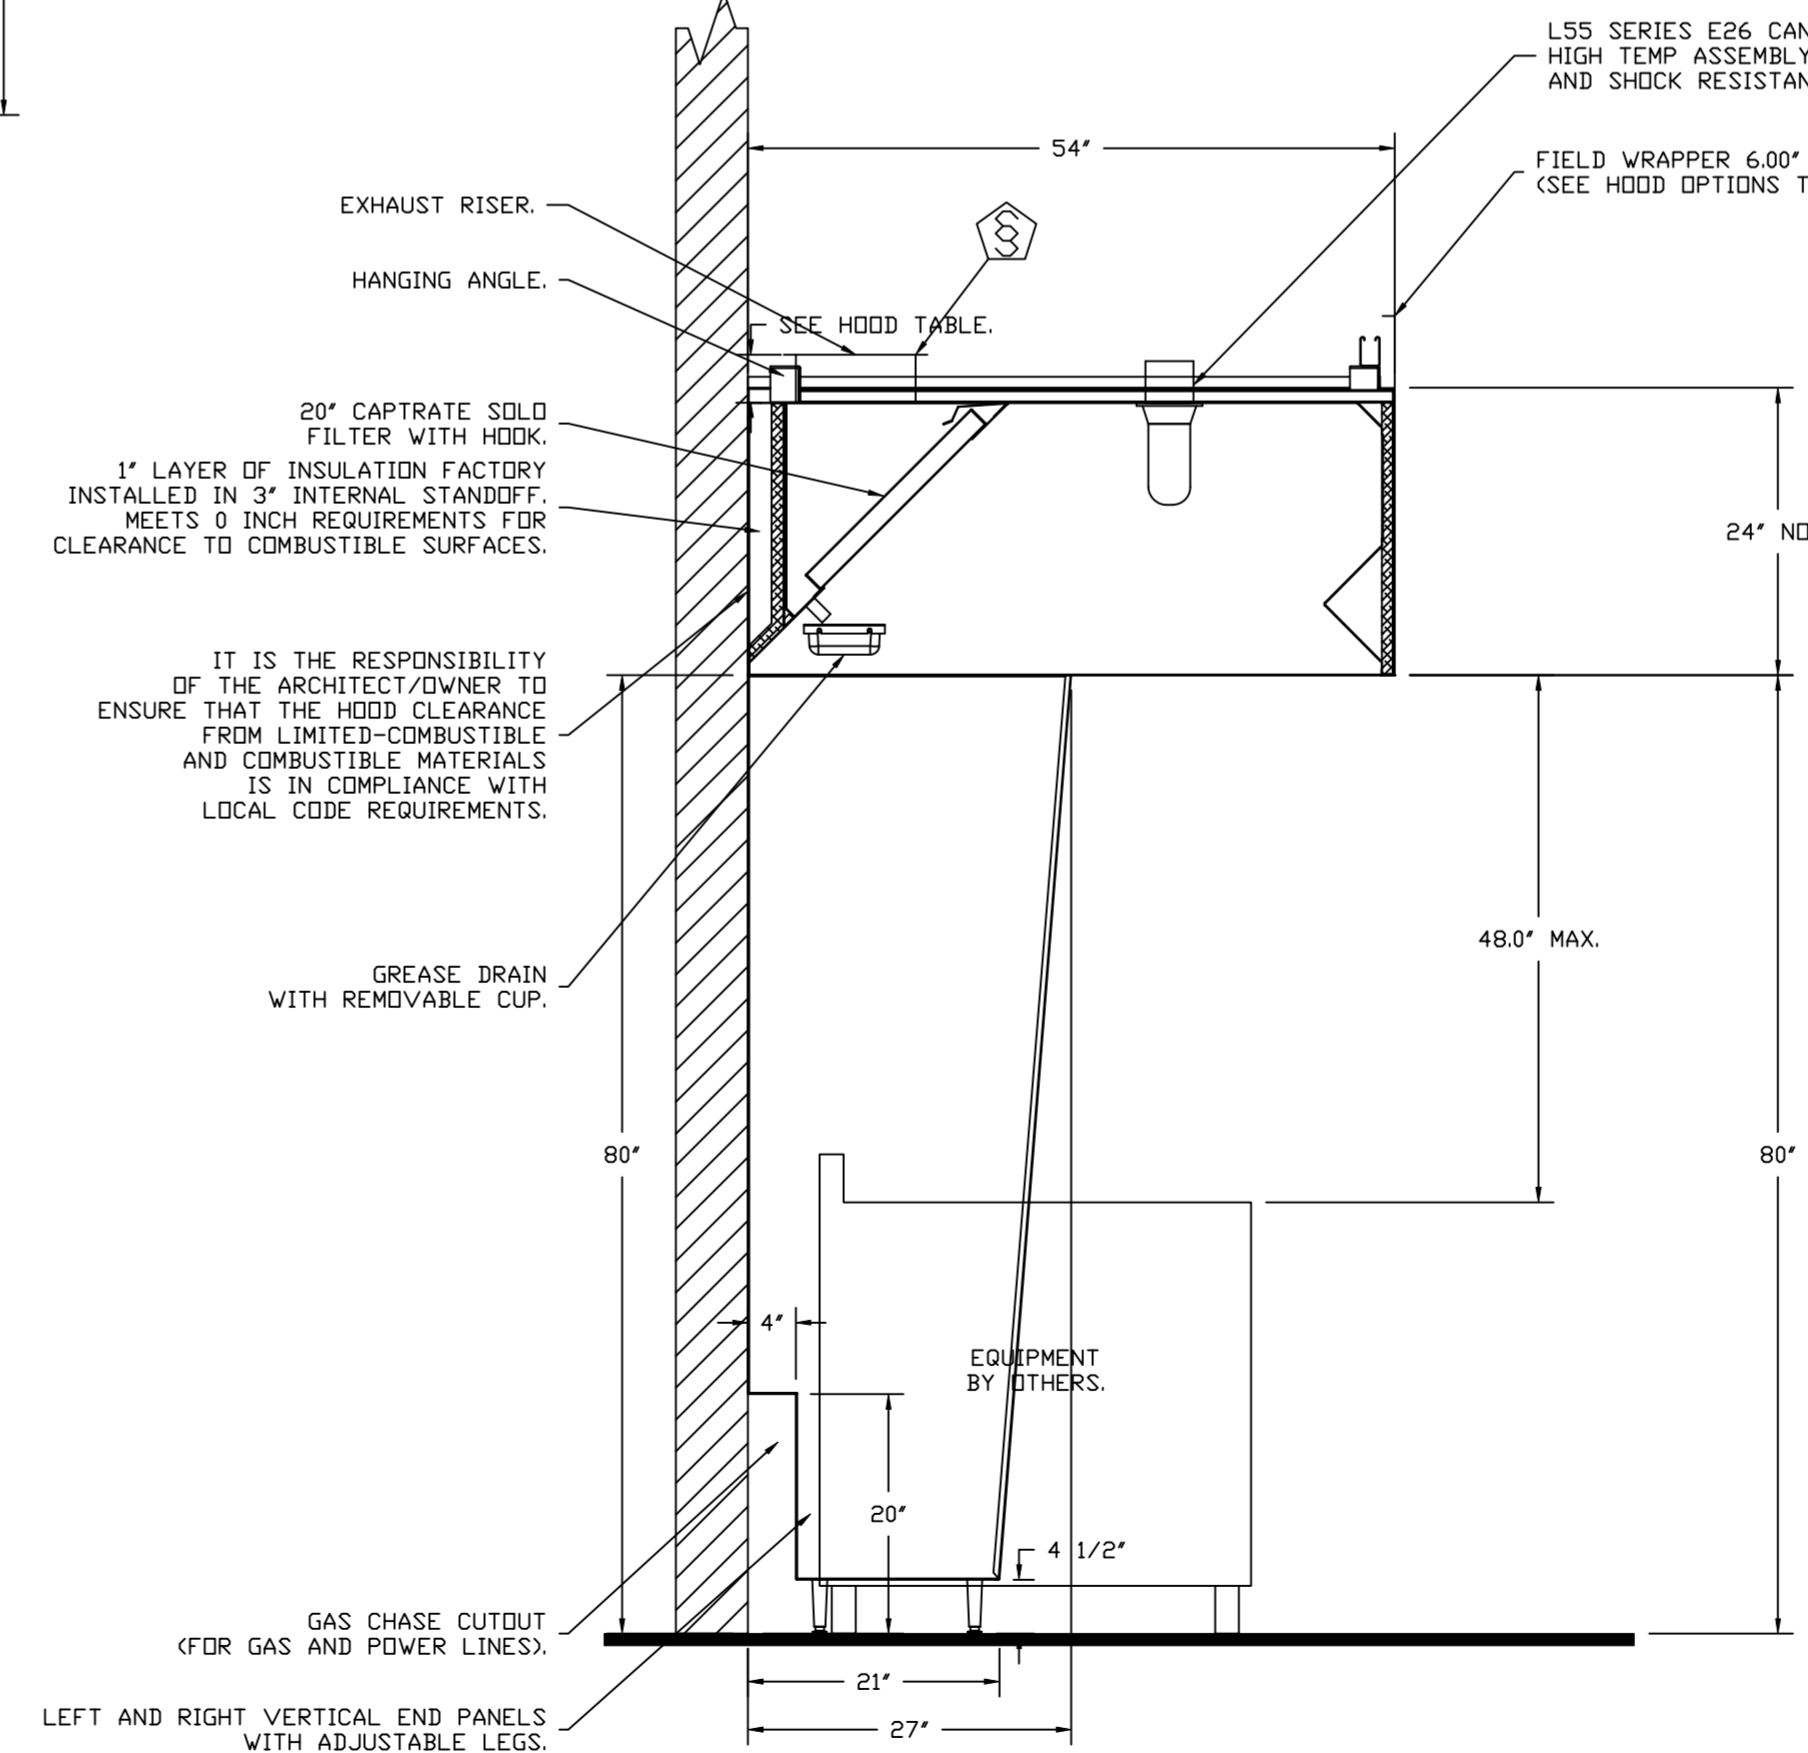 L55 SERIES E26 CAN
HIGH TEMP ASSEMBLY
AND SHOCK RESISTAN
54"
FIELD WRAPPER 6.00"
(SEE HOOD OPTIONS T
EXHAUST RISER.
HANGING ANGLE.
SEE HOOD TABLE.
20" CAPTRATE SOLO
FILTER WITH HOOK.
1" LAYER OF INSULATION FACTORY
INSTALLED IN 3" INTERNAL STANDOFF.
MEETS 0 INCH REQUIREMENTS FOR
CLEARANCE TO COMBUSTIBLE SURFACES.
24" NO
IT IS THE RESPONSIBILITY
OF THE ARCHITECT/OWNER TO
ENSURE THAT THE HOOD CLEARANCE
FROM LIMITED-COMBUSTIBLE
AND COMBUSTIBLE MATERIALS
IS IN COMPLIANCE WITH
LOCAL CODE REQUIREMENTS.
48.0" MAX.
GREASE DRAIN
WITH REMOVABLE CUP.
80"
80"
4"
EQUIPMENT
BY OTHERS.
20"
4 1/2"
GAS CHASE CUTOUT
(FOR GAS AND POWER LINES).
21"
LEFT AND RIGHT VERTICAL END PANELS
WITH ADJUSTABLE LEGS.
27"